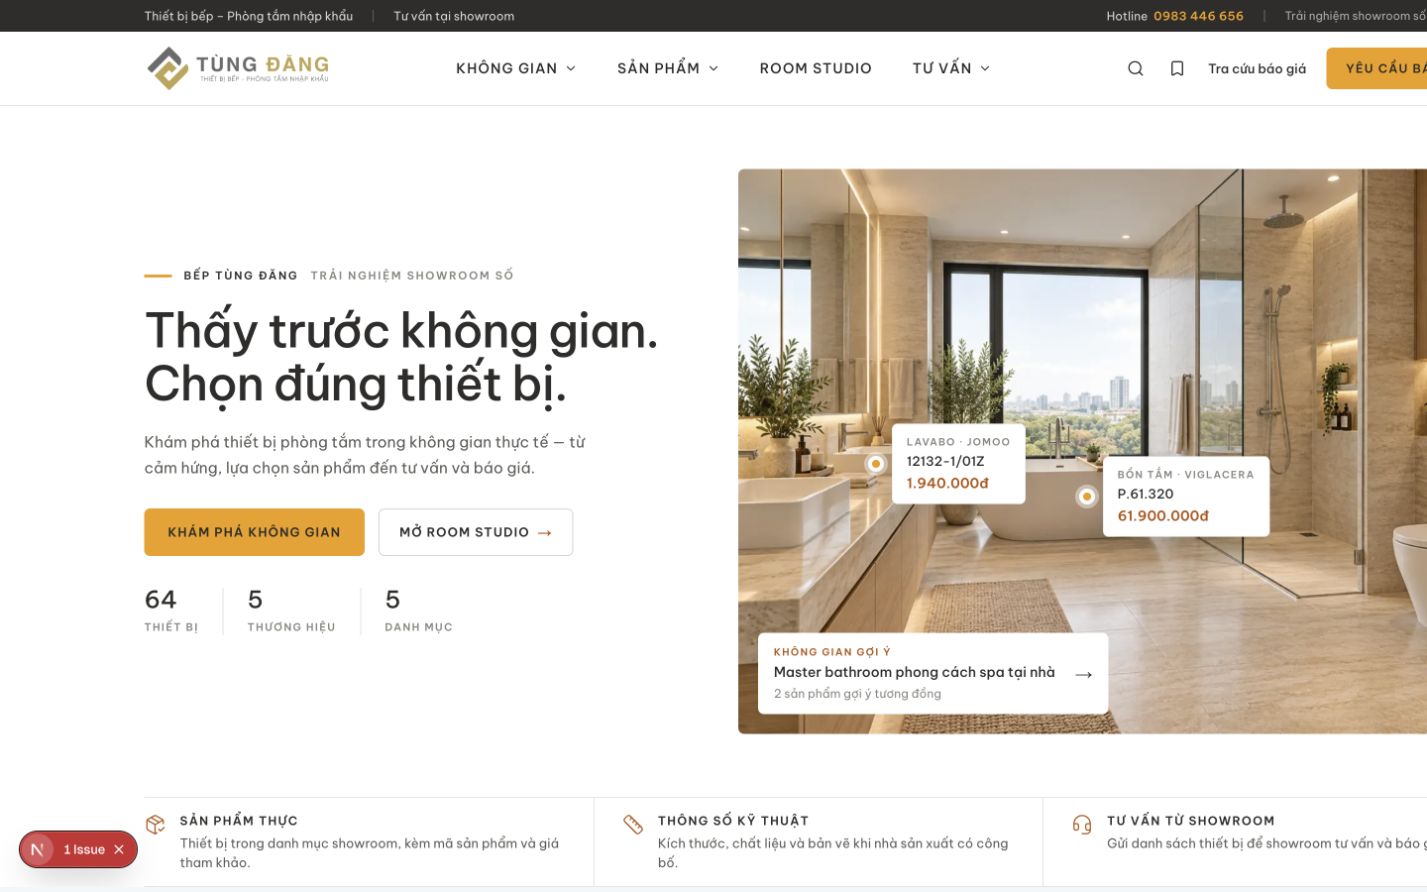 Thiết bị bếp – Phòng tắm nhập khẩu
Tư vấn tại showroom
Hotline 0983 446 656
Trải nghiệm showroom số
TÙNG ĐĂNG
THIẾT BỊ BẾP - PHÒNG TẮM NHẬP KHẨU
KHÔNG GIAN
SẢN PHẨM
ROOM STUDIO
TƯ VẤN
Tra cứu báo giá
YÊU CẦU
BẾP TÙNG ĐĂNG TRẢI NGHIỆM SHOWROOM SỐ
Thấy trước không gian.
Chọn đúng thiết bị.
Khám phá thiết bị phòng tắm trong không gian thực tế — từ
cảm hứng, lựa chọn sản phẩm đến tư vấn và báo giá.
KHÁM PHÁ KHÔNG GIAN
MỞ ROOM STUDIO →
64
THIẾT BỊ
5
THƯƠNG HIỆU
5
DANH MỤC
LAVABO · JOMOO
12132-1/01Z
1.940.000đ
BỒN TẮM · VIGLACERA
P.61.320
61.900.000đ
KHÔNG GIAN GỢI Ý
Master bathroom phong cách spa tại nhà →
2 sản phẩm gợi ý tương đồng
SẢN PHẨM THỰC
Thiết bị trong danh mục showroom, kèm mã sản phẩm và giá
tham khảo.
THÔNG SỐ KỸ THUẬT
Kích thước, chất liệu và bản vẽ khi nhà sản xuất có công
bố.
TƯ VẤN TỪ SHOWROOM
Gửi danh sách thiết bị để showroom tư vấn và báo
N 1 Issue ×